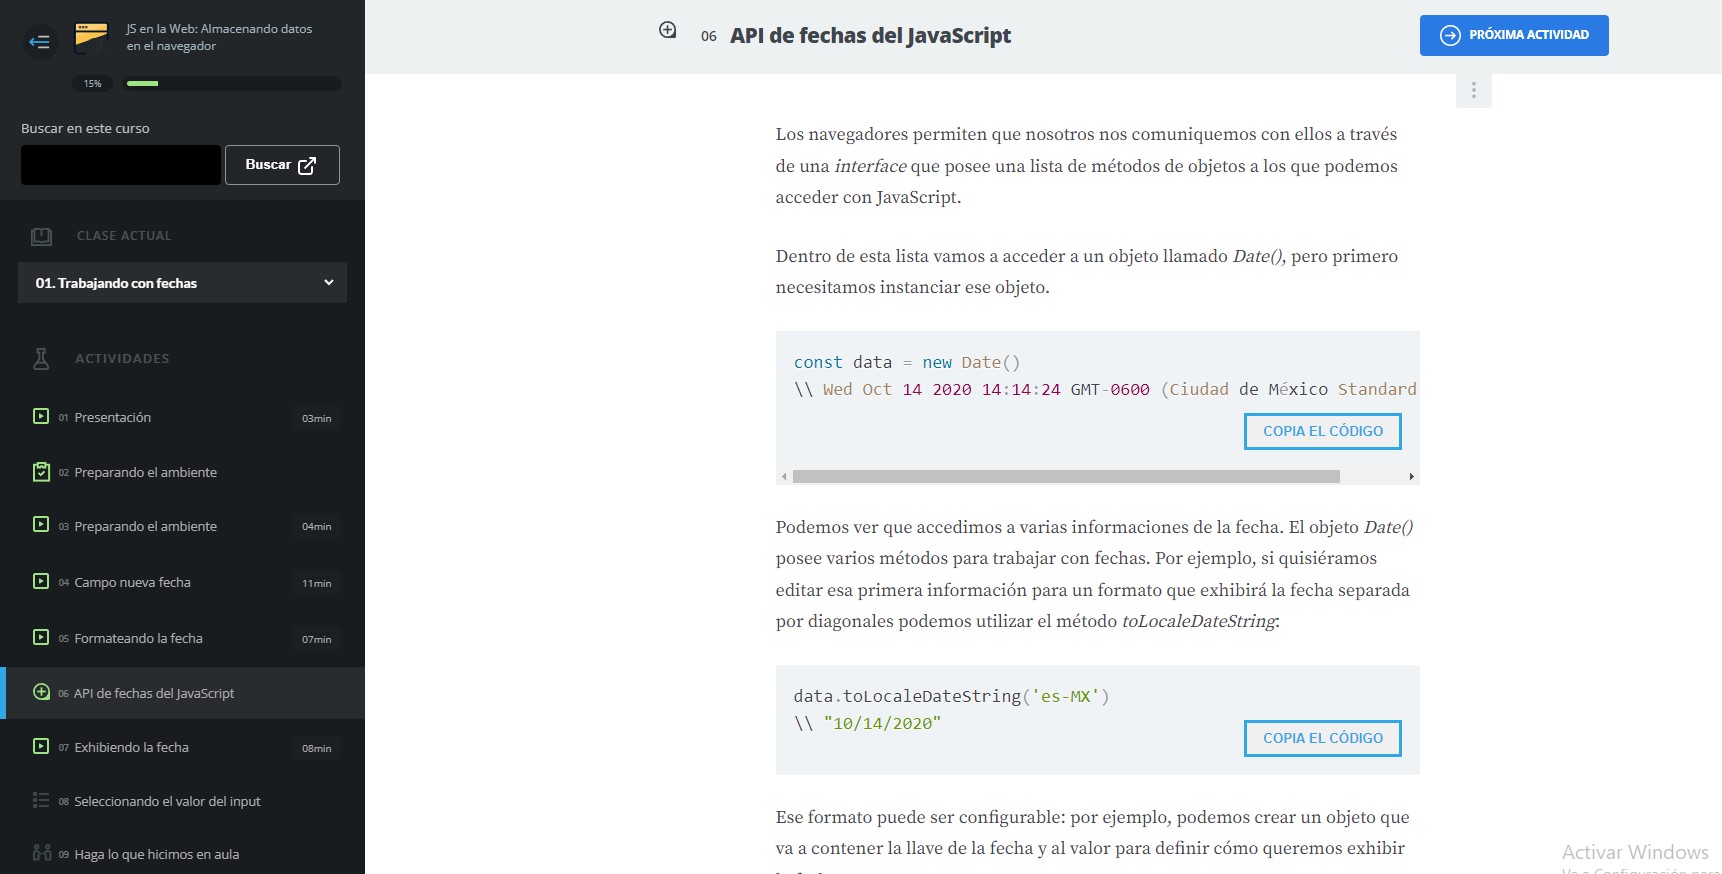 JS en la Web: Almacenando datos
en el navegador
15%
Buscar en este curso
Buscar
CLASE ACTUAL
01. Trabajando con fechas
ACTIVIDADES
01 Presentación 03min
02 Preparando el ambiente
03 Preparando el ambiente 04min
04 Campo nueva fecha 11min
05 Formateando la fecha 07min
06 API de fechas del JavaScript
07 Exhibiendo la fecha 08min
08 Seleccionando el valor del input
09 Haga lo que hicimos en aula
06 API de fechas del JavaScript
PRÓXIMA ACTIVIDAD
Los navegadores permiten que nosotros nos comuniquemos con ellos a través
de una interface que posee una lista de métodos de objetos a los que podemos
acceder con JavaScript.
Dentro de esta lista vamos a acceder a un objeto llamado Date(), pero primero
necesitamos instanciar ese objeto.
const data = new Date()
\\ Wed Oct 14 2020 14:14:24 GMT-0600 (Ciudad de México Standard
COPIA EL CÓDIGO
Podemos ver que accedimos a varias informaciones de la fecha. El objeto Date()
posee varios métodos para trabajar con fechas. Por ejemplo, si quisiéramos
editar esa primera información para un formato que exhibirá la fecha separada
por diagonales podemos utilizar el método toLocaleDateString:
data.toLocaleDateString('es-MX')
\\ "10/14/2020"
COPIA EL CÓDIGO
Ese formato puede ser configurable: por ejemplo, podemos crear un objeto que
va a contener la llave de la fecha y al valor para definir cómo queremos exhibir
Activar Windows